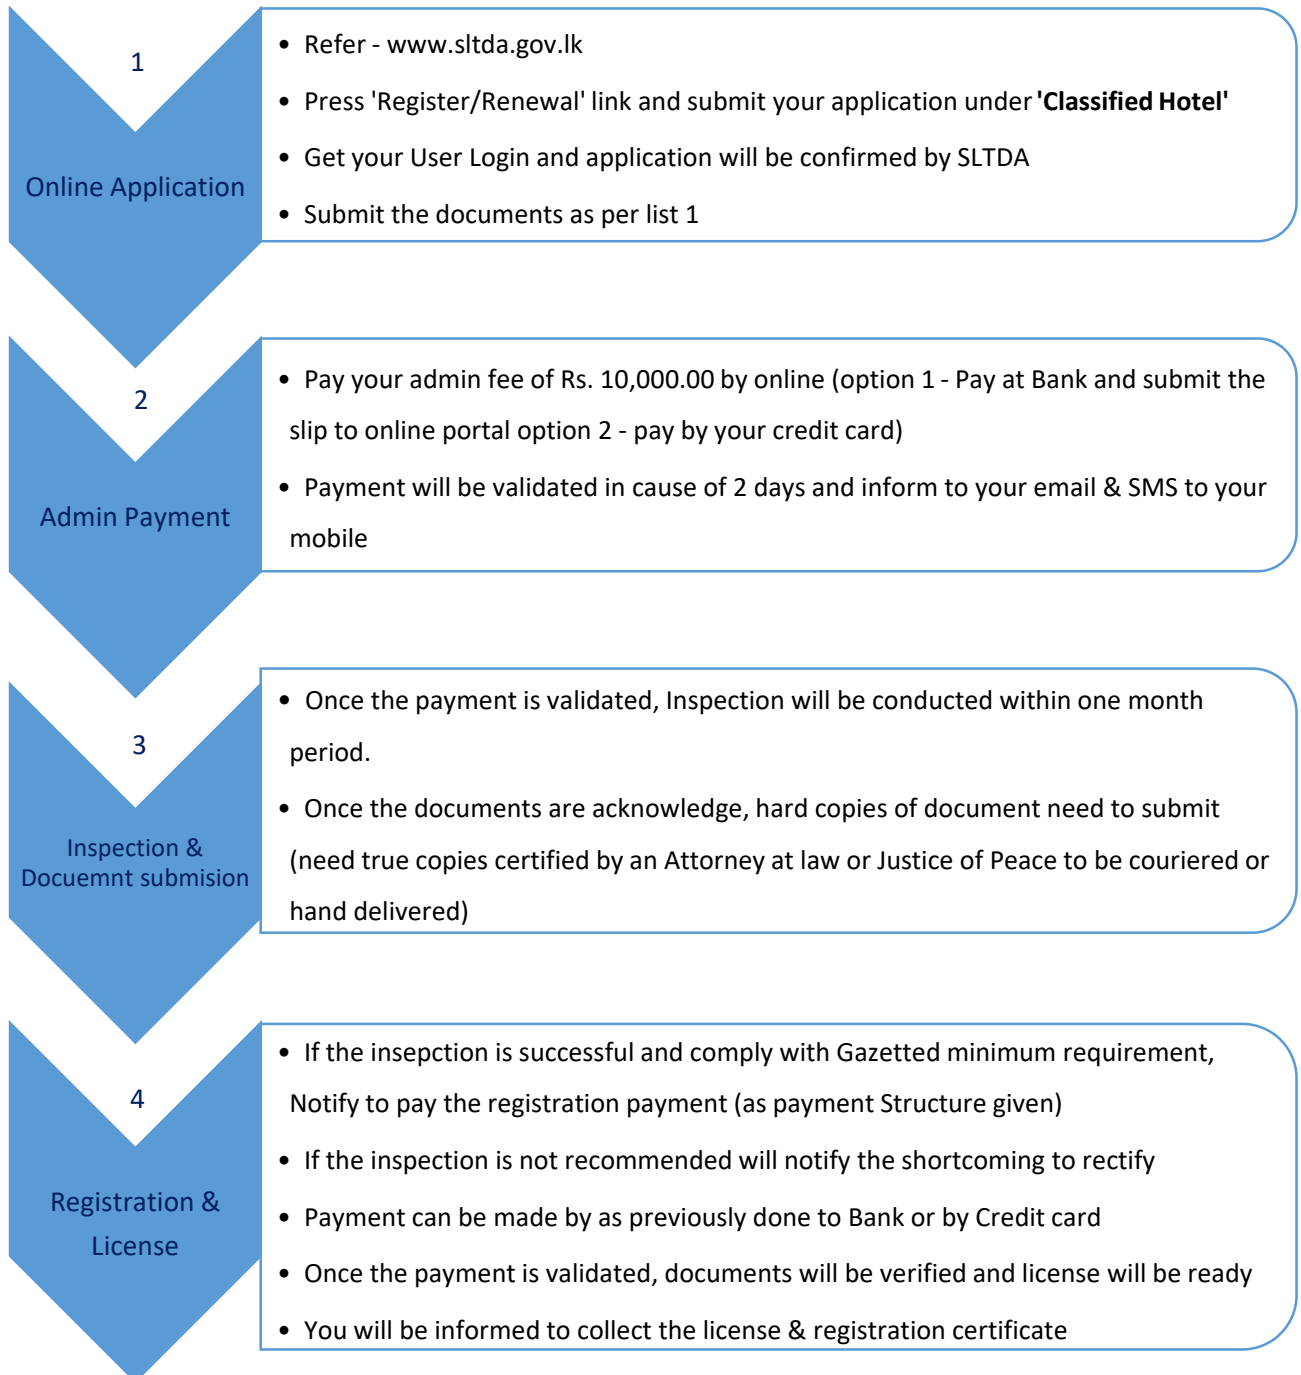 1
Online Application
• Refer - www.sltda.gov.lk
• Press 'Register/Renewal' link and submit your application under 'Classified Hotel'
• Get your User Login and application will be confirmed by SLTDA
• Submit the documents as per list 1
2
Admin Payment
• Pay your admin fee of Rs. 10,000.00 by online (option 1 - Pay at Bank and submit the
slip to online portal option 2 - pay by your credit card)
• Payment will be validated in cause of 2 days and inform to your email & SMS to your
mobile
3
Inspection &
Docuemnt submision
• Once the payment is validated, Inspection will be conducted within one month
period.
• Once the documents are acknowledge, hard copies of document need to submit
(need true copies certified by an Attorney at law or Justice of Peace to be couriered or
hand delivered)
4
Registration &
License
• If the insepction is successful and comply with Gazetted minimum requirement,
Notify to pay the registration payment (as payment Structure given)
• If the inspection is not recommended will notify the shortcoming to rectify
• Payment can be made by as previously done to Bank or by Credit card
• Once the payment is validated, documents will be verified and license will be ready
• You will be informed to collect the license & registration certificate